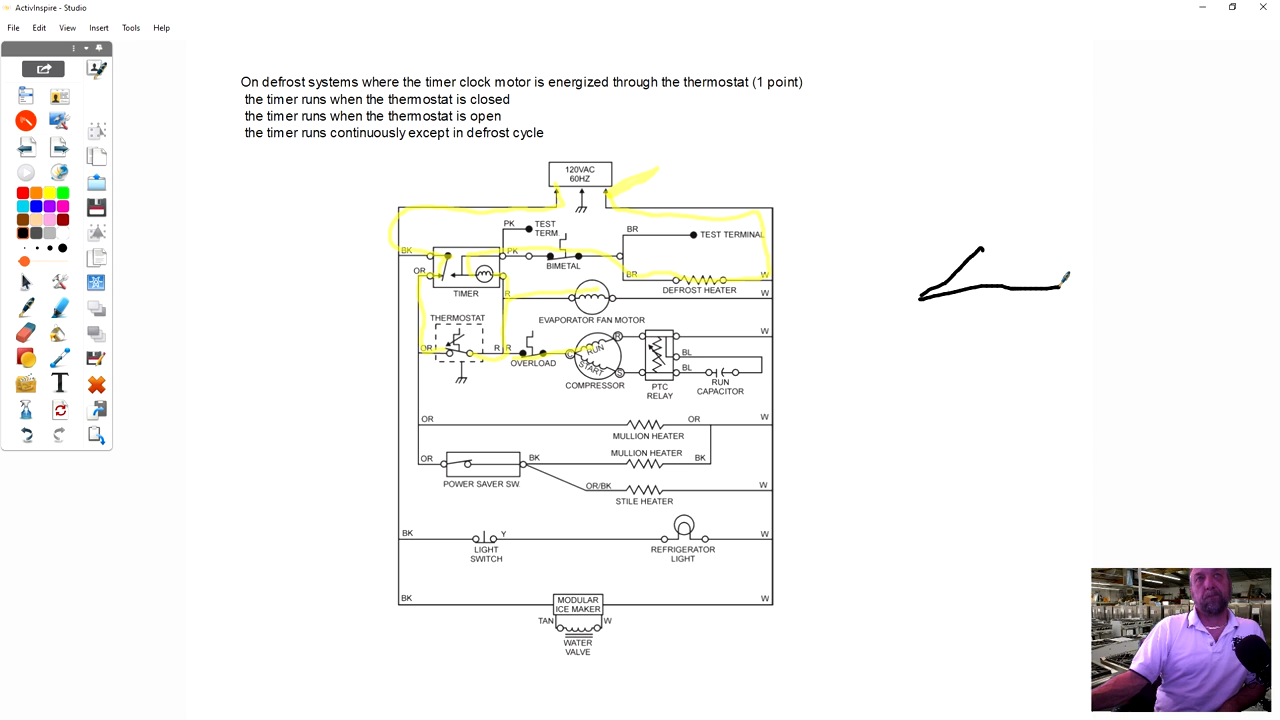 ActivInspire - Studio
File Edit View Insert Tools Help
On defrost systems where the timer clock motor is energized through the thermostat (1 point)
the timer runs when the thermostat is closed
the timer runs when the thermostat is open
the timer runs continuously except in defrost cycle
120VAC
60HZ
PK TEST
TERM.
BR
TEST TERMINAL
BK
PK
BIMETAL
OR
BR
W
TIMER
DEFROST HEATER
R
W
EVAPORATOR FAN MOTOR
THERMOSTAT
W
R
OR
R R
OVERLOAD
C
RUN
START
S
BL
BL
COMPRESSOR
PTC
RELAY
RUN
CAPACITOR
OR
OR
W
MULLION HEATER
MULLION HEATER
OR
BK
BK
POWER SAVER SW.
OR/BK
W
STILE HEATER
BK
Y
W
LIGHT
SWITCH
REFRIGERATOR
LIGHT
BK
MODULAR
ICE MAKER
W
TAN
W
WATER
VALVE
T